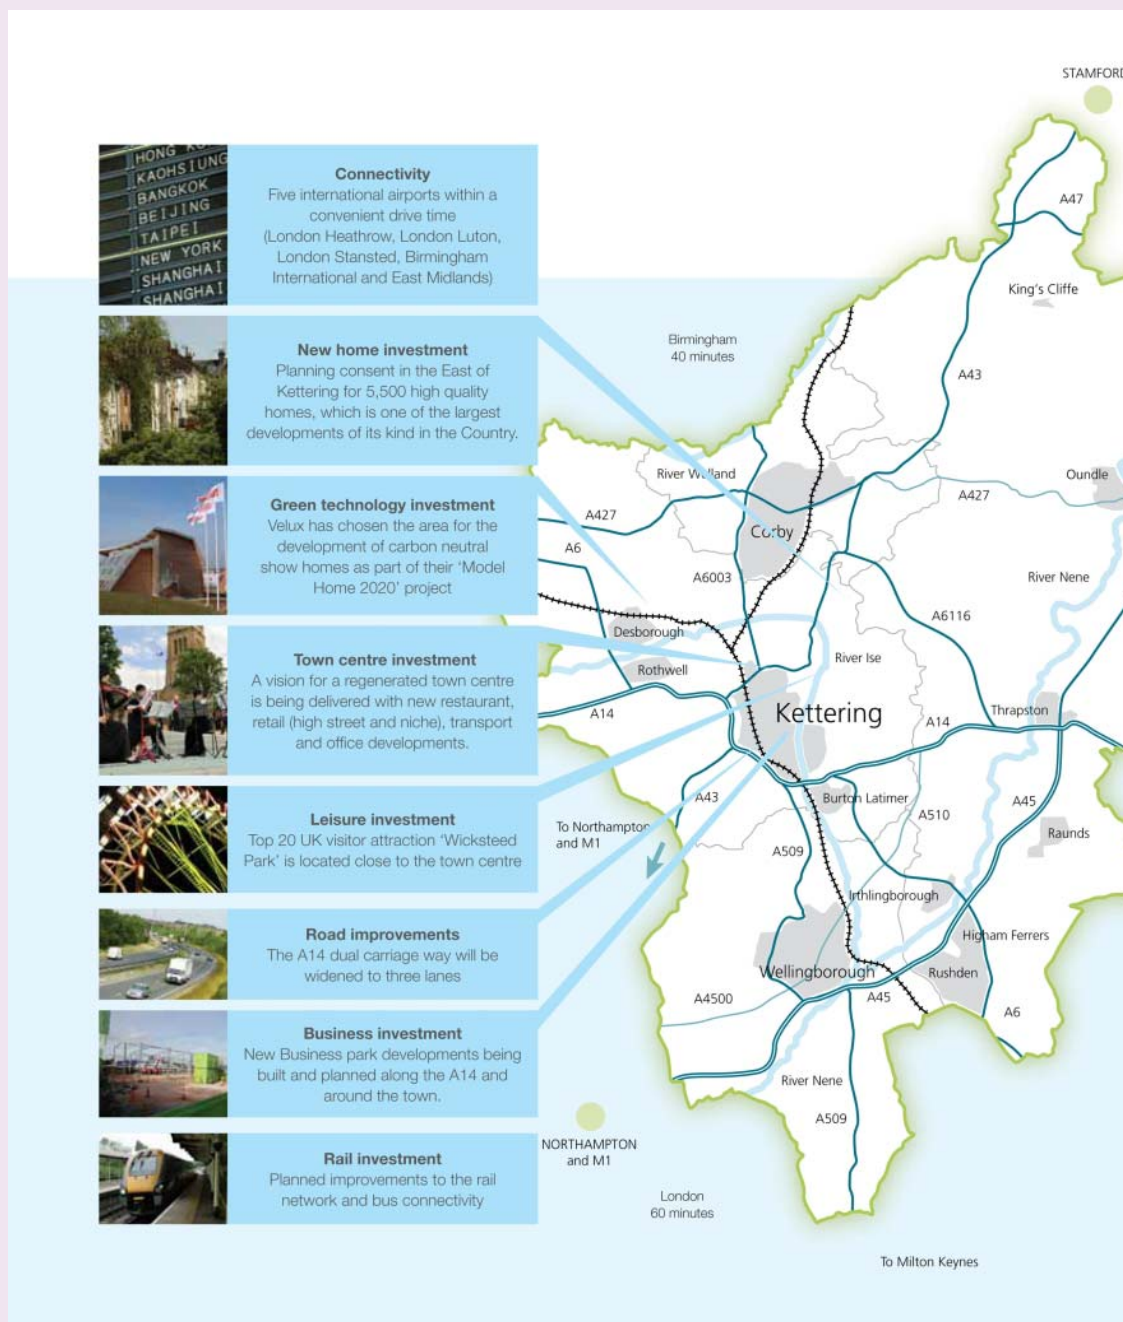 HONG KO
KAOHSIUNG
BANGKOK
BEIJING
TAIPEI
NEW YORK
SHANGHAI
SHANGHAI
Connectivity
Five international airports within a
convenient drive time
(London Heathrow, London Luton,
London Stansted, Birmingham
International and East Midlands)
New home investment
Planning consent in the East of
Kettering for 5,500 high quality
homes, which is one of the largest
developments of its kind in the Country.
Green technology investment
Velux has chosen the area for the
development of carbon neutral
show homes as part of their ‘Model
Home 2020’ project
Town centre investment
A vision for a regenerated town centre
is being delivered with new restaurant,
retail (high street and niche), transport
and office developments.
Leisure investment
Top 20 UK visitor attraction ‘Wicksteed
Park’ is located close to the town centre
Road improvements
The A14 dual carriage way will be
widened to three lanes
Business investment
New Business park developments being
built and planned along the A14 and
around the town.
Rail investment
Planned improvements to the rail
network and bus connectivity
STAMFORD
A47
King's Cliffe
Birmingham
40 minutes
A43
River Welland
Oundle
A427
A427
Corby
A6
A6003
River Nene
A6116
Desborough
River Ise
Rothwell
Kettering
A14
A14
Thrapston
A43
Burton Latimer
A45
A510
To Northampton
and M1
Raunds
A509
Irthlingborough
Higham Ferrers
Wellingborough
Rushden
A4500
A45
A6
River Nene
A509
NORTHAMPTON
and M1
London
60 minutes
To Milton Keynes